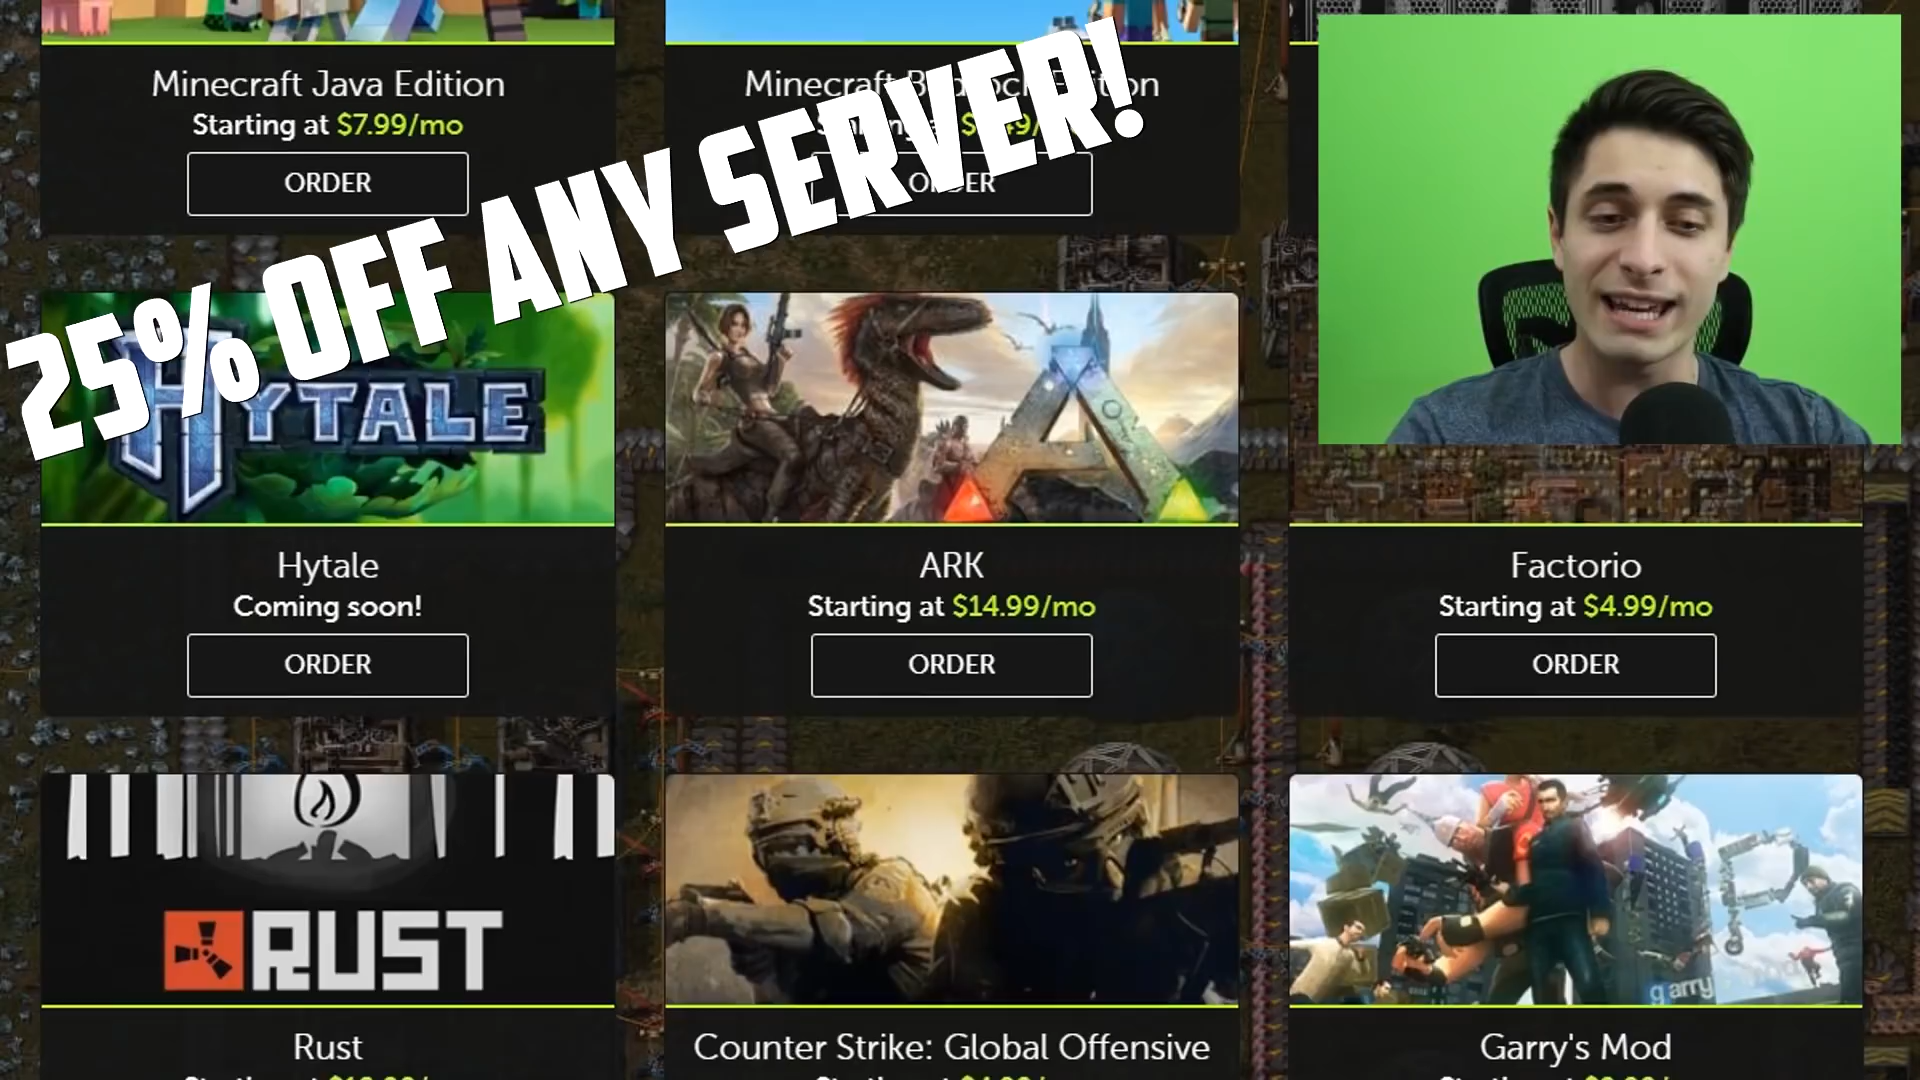 Minecraft Java Edition
Starting at $7.99/mo
ORDER
Minecraft Edition
ORDER
25% OFF ANY SERVER!
HYTALE
Hytale
Coming soon!
ORDER
ARK
Starting at $14.99/mo
ORDER
Factorio
Starting at $4.99/mo
ORDER
RUST
Rust
Counter Strike: Global Offensive
garry
Garry's Mod